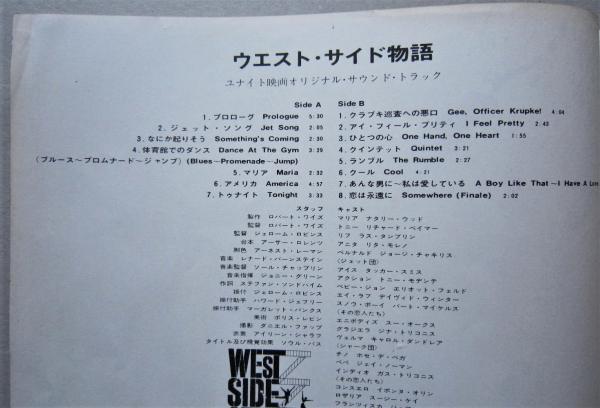 ウエスト・サイド物語
ユナイト映画オリジナル・サウンド・トラック
Side A
1. プロローグ Prologue 5:30
2. ジェット・ソング Jet Song 2:05
3. なにか起りそう Something's Coming 2:30
4. 体育館でのダンス Dance At The Gym 3:29
(ブルース〜プロムナード〜ジャンプ) (Blues〜Promenade〜Jump)
5. マリア Maria 2:32
6. アメリカ America 4:57
7. トゥナイト Tonight 3:33
Side B
1. クラプキ巡査への悪口 Gee, Officer Krupke! 4:04
2. アイ・フィール・プリティ I Feel Pretty 2:43
3. ひとつの心 One Hand, One Heart 1:55
4. クインテット Quintet 3:21
5. ランブル The Rumble 2:27
6. クール Cool 4:21
7. あんな男に〜私は愛している A Boy Like That〜I Have A Love
8. 恋は永遠に Somewhere (Finale) 2:02
スタッフ
製作 ロバート・ワイズ
監督 ロバート・ワイズ
監督 ジェローム・ロビンス
台本 アーサー・ロレンツ
脚色 アーネスト・レーマン
音楽 レナード・バーンステイン
音楽監督 ソール・チャップリン
音楽指揮 ジョニー・グリーン
作詞 ステファン・ソンドハイム
振付 ジェローム・ロビンス
振付助手 ハワード・ジェフリー
振付助手 マーガレット・バンクス
美術 ボリス・レビン
撮影 ダニエル・ファップ
衣裳 アイリーン・シャラフ
タイトル及び視覚効果 ソウル・バス
キャスト
マリア ナタリー・ウッド
トニー リチャード・ベイマー
リフ ラス・タンブリン
アニタ リタ・モレノ
ベルナルド ジョージ・チャキリス
(ジェット団)
アイス タッカー・スミス
アクション トニー・モデンテ
ベビー・ジョン エリオット・フェルド
エイ・ラブ デイヴィド・ウィンター
スノウ・ボーイ バート・マイケルス
(その恋人たち)
エニボディズ スー・オークス
グラジエラ ジナ・トリコニス
ヴェルマ キャロル・ダンドレア
(シャーク団)
チノ ホセ・デ・ベガ
ペペ ジェイ・ノーマン
インディオ ガス・トリコニス
(その恋人たち)
コンスエロ イボンヌ・オリン
ロザリア スージー・ケイ
フランツィスカ
WEST
SIDE